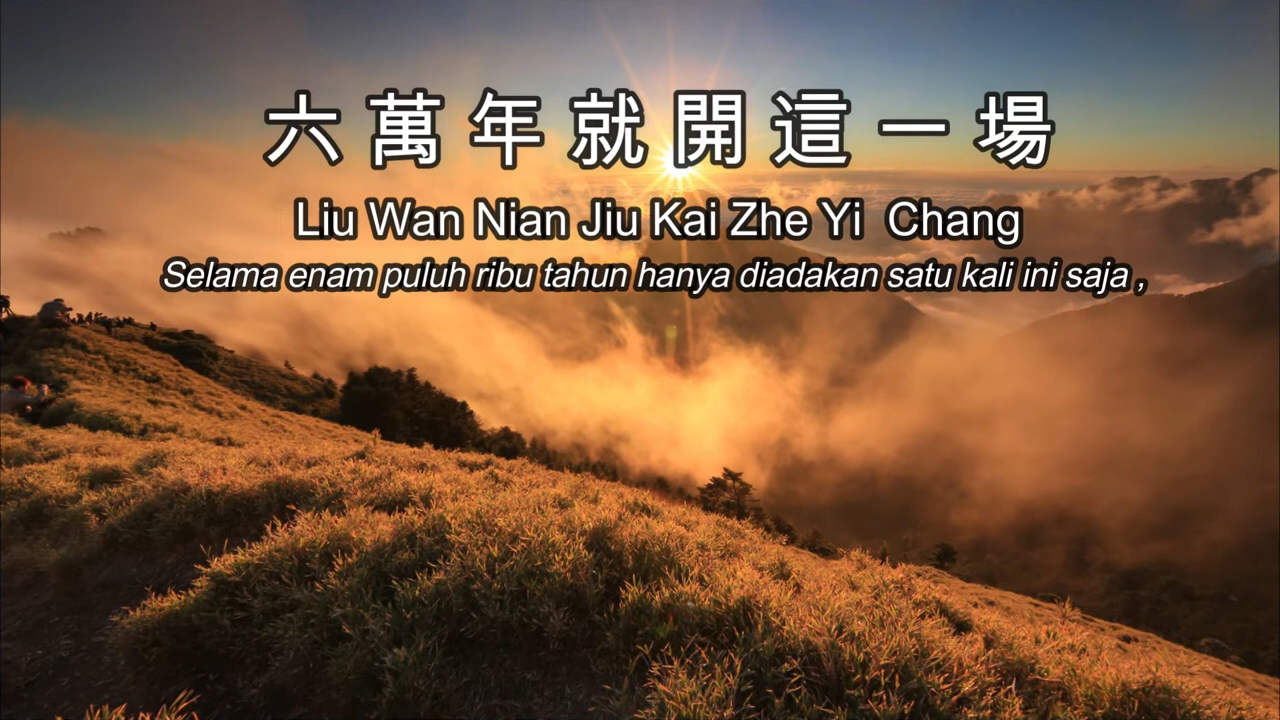 六萬年就開這一場
Liu Wan Nian Jiu Kai Zhe Yi Chang
Selama enam puluh ribu tahun hanya diadakan satu kali ini saja ,